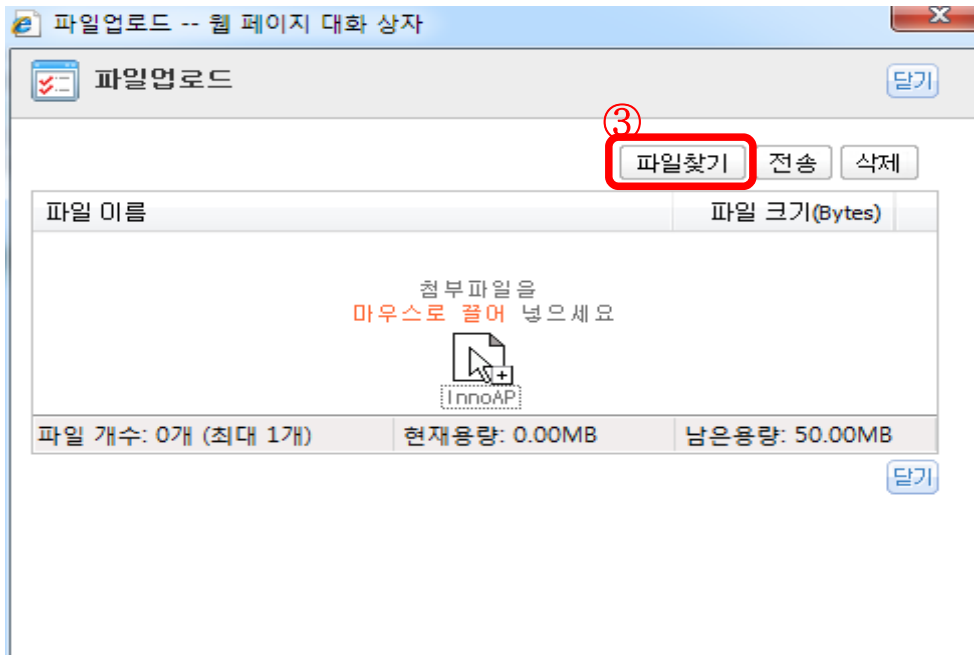 파일업로드 -- 웹 페이지 대화 상자
파일업로드
닫기
③
파일찾기 전송 삭제
파일 이름 파일 크기(Bytes)
첨부파일을
마우스로 끌어 넣으세요
InnoAP
파일 개수: 0개 (최대 1개) 현재용량: 0.00MB 남은용량: 50.00MB
닫기